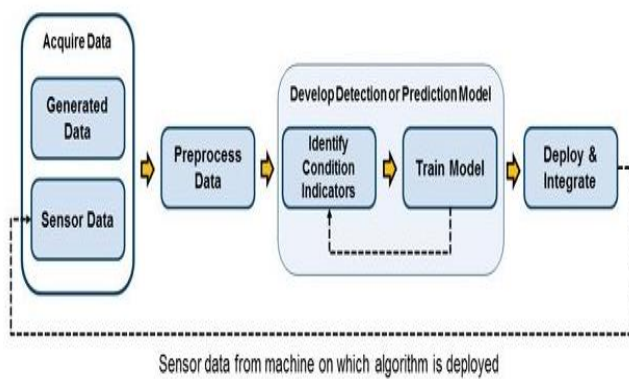 Acquire Data
Generated
Data
Sensor Data
Preprocess
Data
Develop Detection or Prediction Model
Identify
Condition
Indicators
Train Model
Deploy &
Integrate
Sensor data from machine on which algorithm is deployed